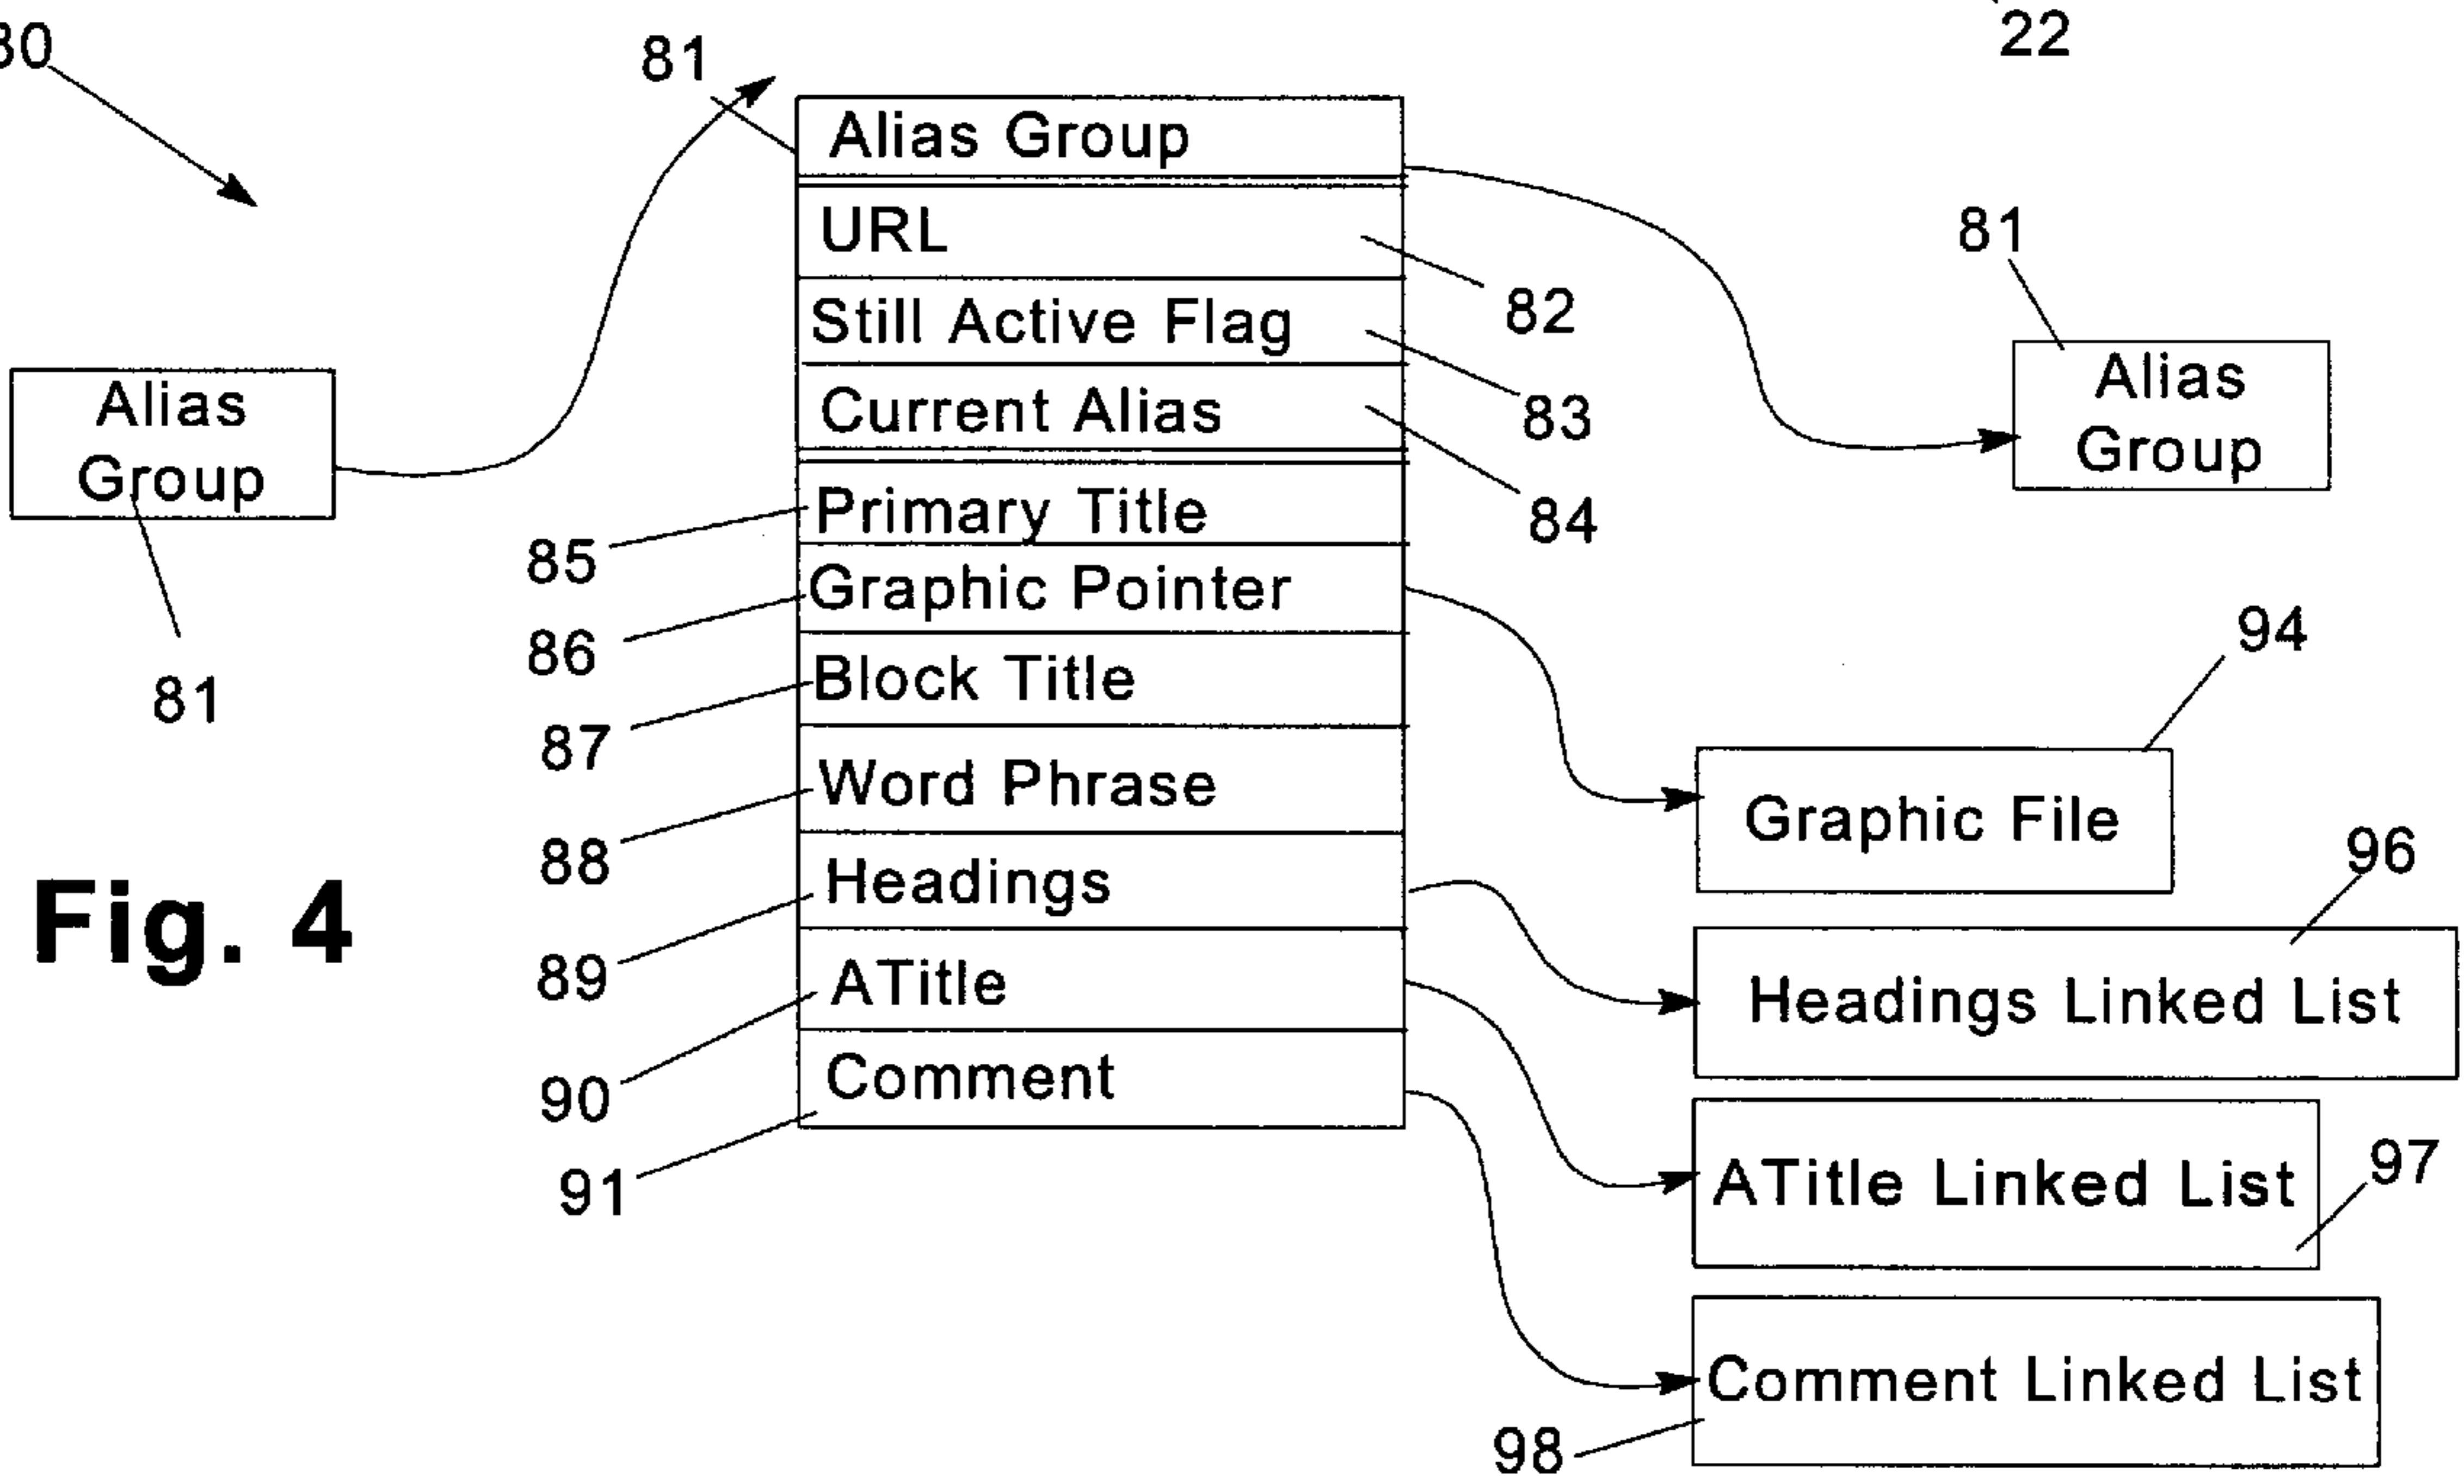 80
22
81
Alias Group
URL
82
81
Still Active Flag
83
Alias
Group
Alias
Group
Current Alias
84
81
85
Primary Title
86
Graphic Pointer
94
87
Block Title
88
Word Phrase
Graphic File
96
Fig. 4
89
Headings
90
ATitle
Headings Linked List
91
Comment
97
ATitle Linked List
98
Comment Linked List